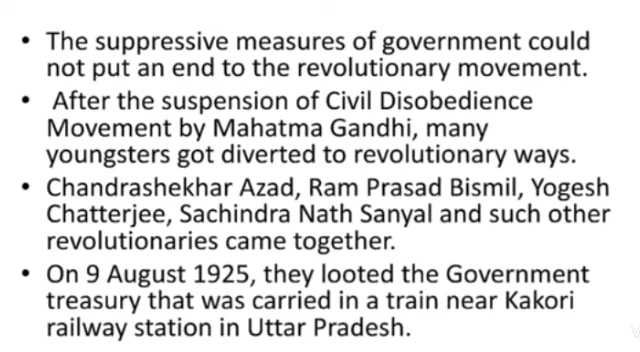 • The suppressive measures of government could
not put an end to the revolutionary movement.
• After the suspension of Civil Disobedience
Movement by Mahatma Gandhi, many
youngsters got diverted to revolutionary ways.
• Chandrashekhar Azad, Ram Prasad Bismil, Yogesh
Chatterjee, Sachindra Nath Sanyal and such other
revolutionaries came together.
• On 9 August 1925, they looted the Government
treasury that was carried in a train near Kakori
railway station in Uttar Pradesh.